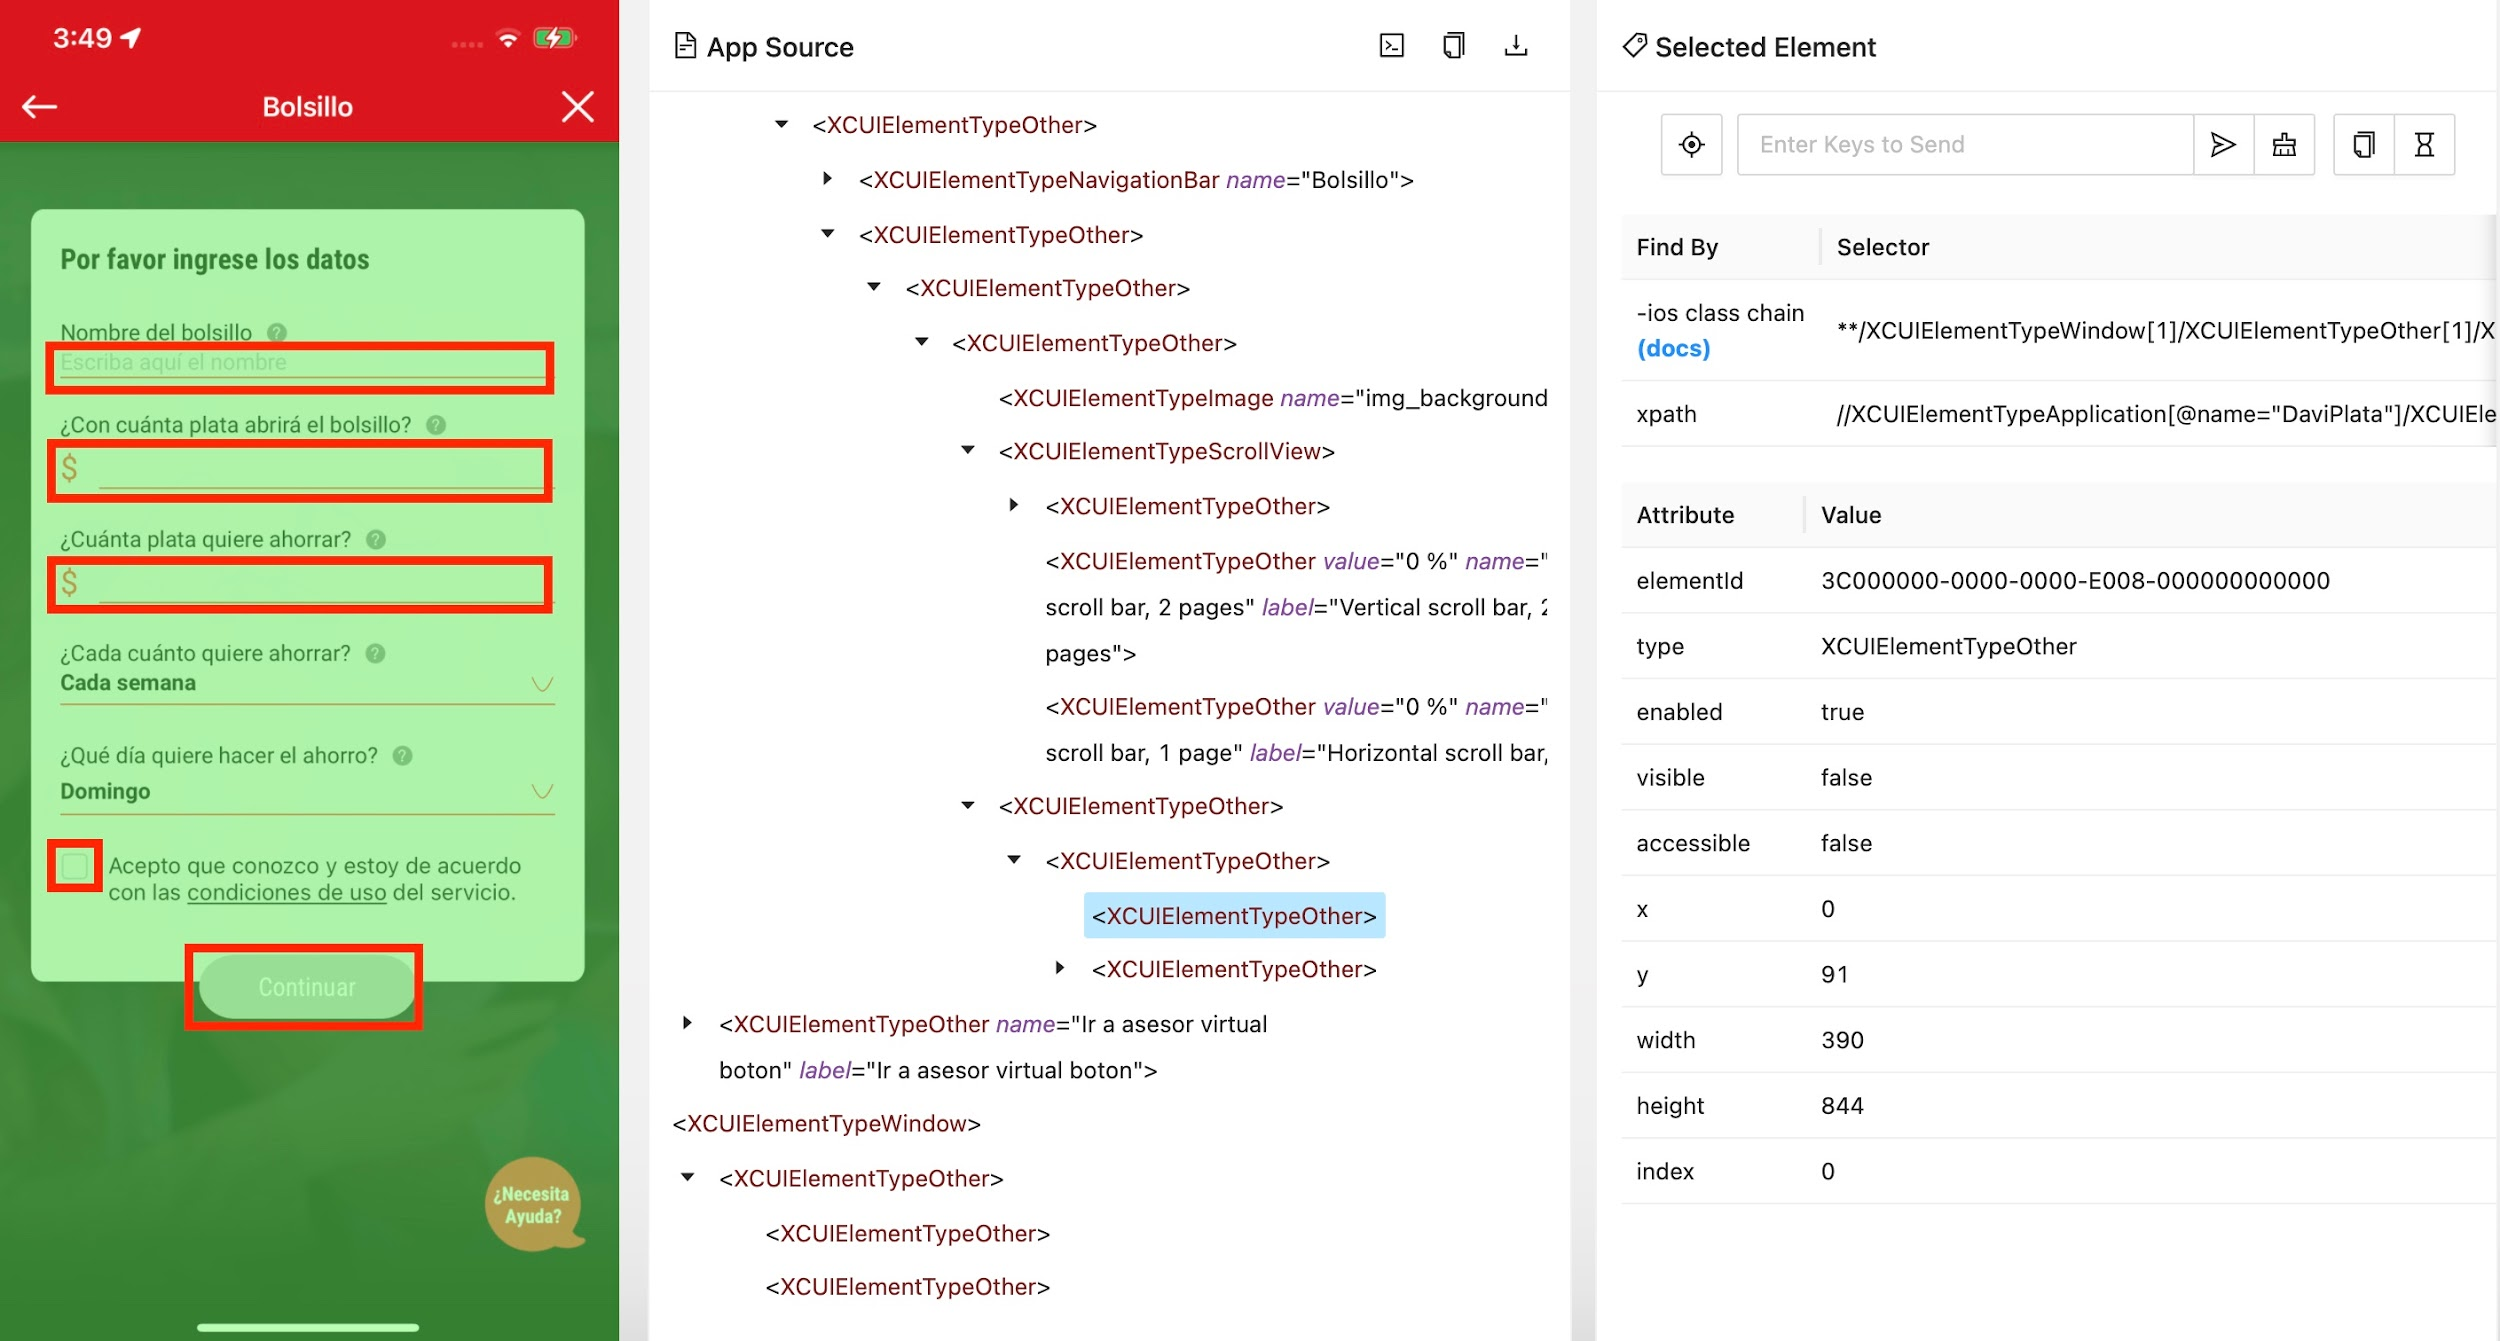 3:49
Bolsillo
Por favor ingrese los datos
Nombre del bolsillo ?
Escriba aquí el nombre
¿Con cuánta plata abrirá el bolsillo? ?
$
¿Cuánta plata quiere ahorrar? ?
$
¿Cada cuánto quiere ahorrar? ?
Cada semana
¿Qué día quiere hacer el ahorro? ?
Domingo
Acepto que conozco y estoy de acuerdo
con las condiciones de uso del servicio.
Continuar
¿Necesita
Ayuda?
App Source
<XCUIElementTypeOther>
<XCUIElementTypeNavigationBar name="Bolsillo">
<XCUIElementTypeOther>
<XCUIElementTypeOther>
<XCUIElementTypeOther>
<XCUIElementTypeImage name="img_background
<XCUIElementTypeScrollView>
<XCUIElementTypeOther>
<XCUIElementTypeOther value="0 %" name="
scroll bar, 2 pages" label="Vertical scroll bar, 2
pages">
<XCUIElementTypeOther value="0 %" name="
scroll bar, 1 page" label="Horizontal scroll bar,
<XCUIElementTypeOther>
<XCUIElementTypeOther>
<XCUIElementTypeOther>
<XCUIElementTypeOther>
<XCUIElementTypeOther name="Ir a asesor virtual
boton" label="Ir a asesor virtual boton">
<XCUIElementTypeWindow>
<XCUIElementTypeOther>
<XCUIElementTypeOther>
<XCUIElementTypeOther>
Selected Element
Enter Keys to Send
Find By Selector
-ios class chain
(docs) **/XCUIElementTypeWindow[1]/XCUIElementTypeOther[1]/X
xpath //XCUIElementTypeApplication[@name="DaviPlata"]/XCUIEle
Attribute Value
elementId 3C000000-0000-0000-E008-000000000000
type XCUIElementTypeOther
enabled true
visible false
accessible false
x 0
y 91
width 390
height 844
index 0